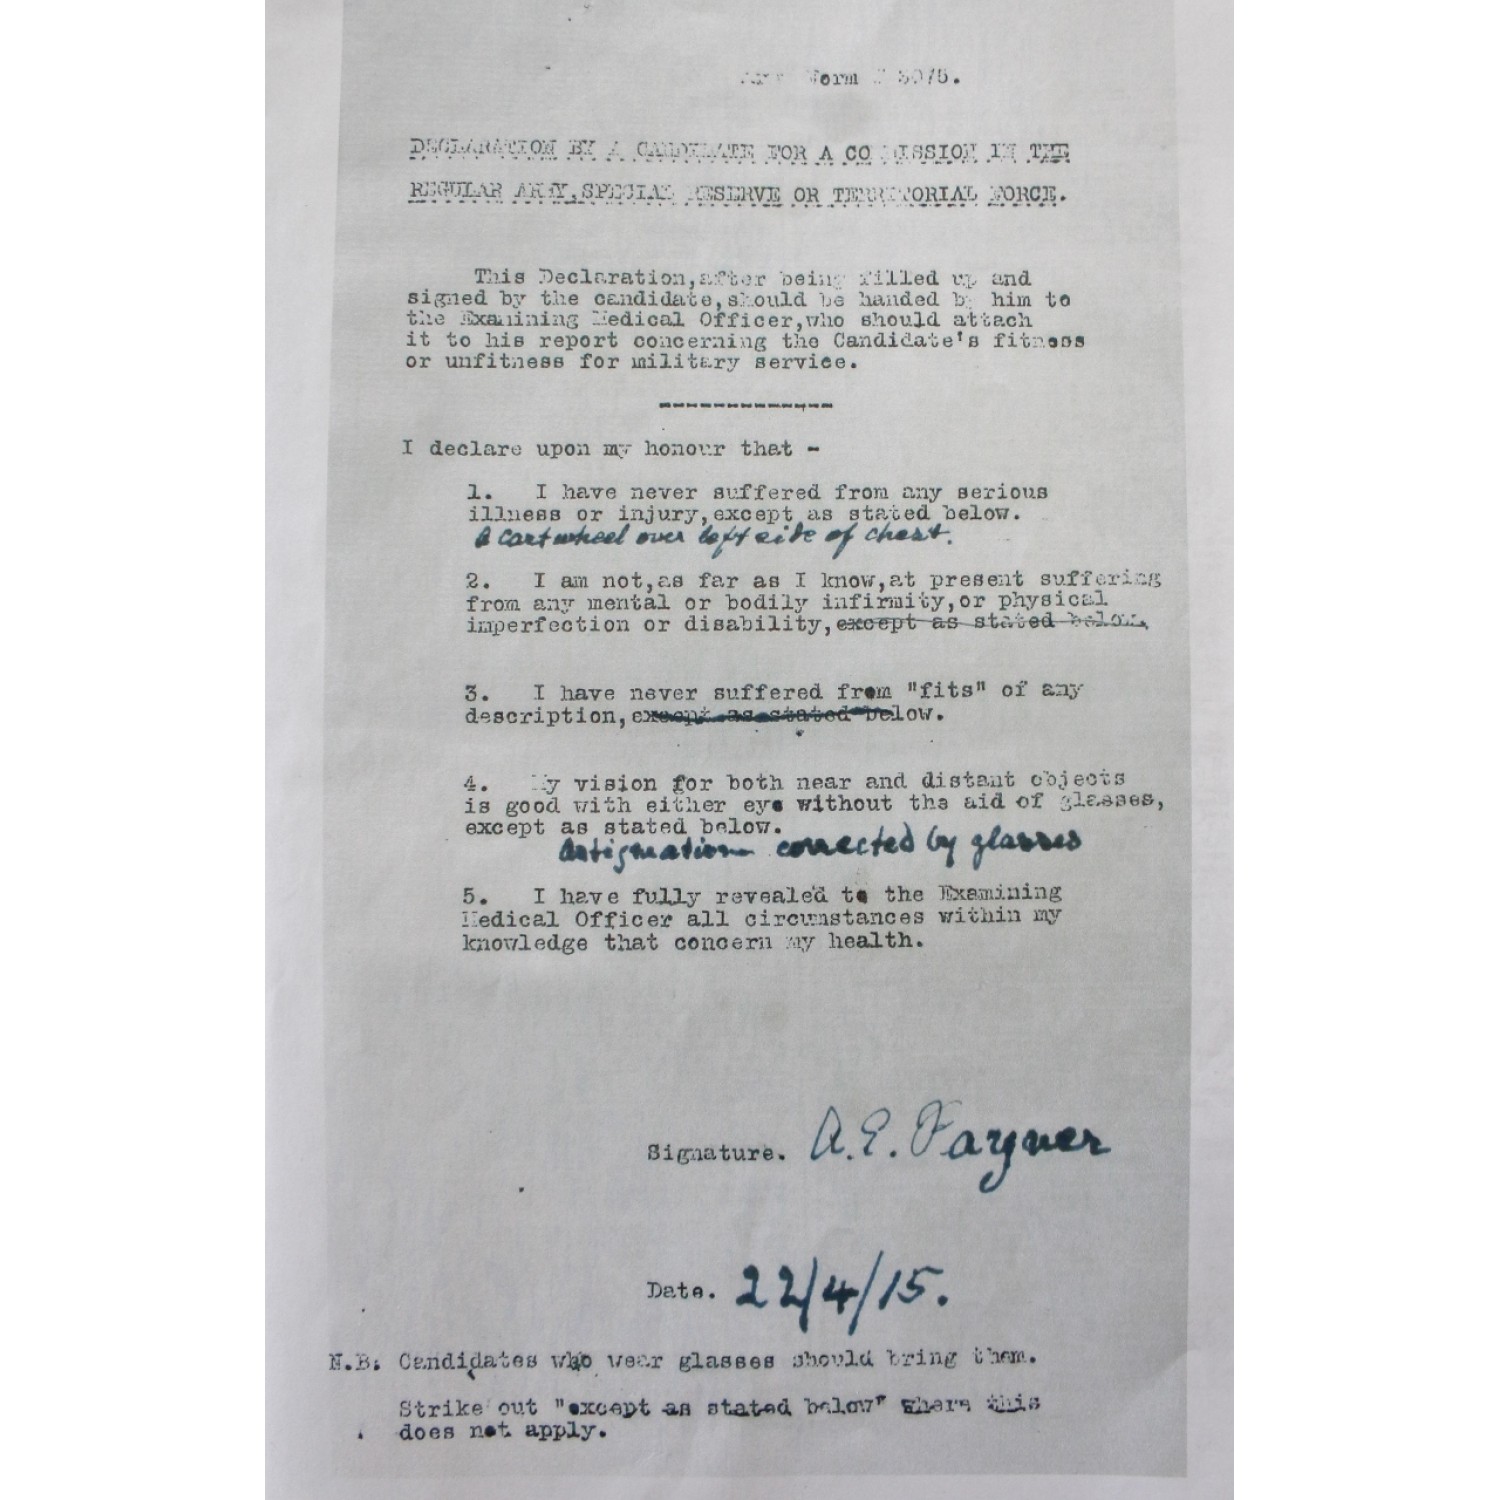 Form 3075.
DECLARATION BY A CANDIDATE FOR A COMMISSION IN THE
REGULAR ARMY,SPECIAL RESERVE OR TERRITORIAL FORCE.
This Declaration,after being filled up and
signed by the candidate,should be handed by him to
the Examining Medical Officer,who should attach
it to his report concerning the Candidate's fitness
or unfitness for military service.
-------------
I declare upon my honour that -
1. I have never suffered from any serious
illness or injury,except as stated below.
A cartwheel over left side of chest.
2. I am not,as far as I know,at present suffering
from any mental or bodily infirmity,or physical
imperfection or disability,except as stated below.
3. I have never suffered from "fits" of any
description,except as stated below.
4. My vision for both near and distant objects
is good with either eye without the aid of glasses,
except as stated below.
Astigmatism corrected by glasses
5. I have fully revealed to the Examining
Medical Officer all circumstances within my
knowledge that concern my health.
Signature. A.E. Fargner
Date. 22/4/15.
N.B. Candidates who wear glasses should bring them.
Strike out "except as stated below" where this
does not apply.